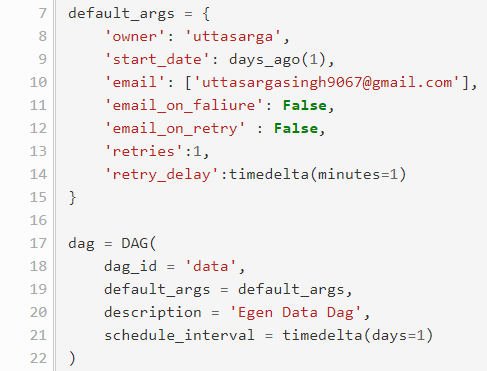 7 default_args = {
8 'owner': 'uttasarga',
9 'start_date': days_ago(1),
10 'email': ['uttasargasingh9067@gmail.com'],
11 'email_on_faliure': False,
12 'email_on_retry' : False,
13 'retries':1,
14 'retry_delay':timedelta(minutes=1)
15 }
16
17 dag = DAG(
18 dag_id = 'data',
19 default_args = default_args,
20 description = 'Egen Data Dag',
21 schedule_interval = timedelta(days=1)
22 )